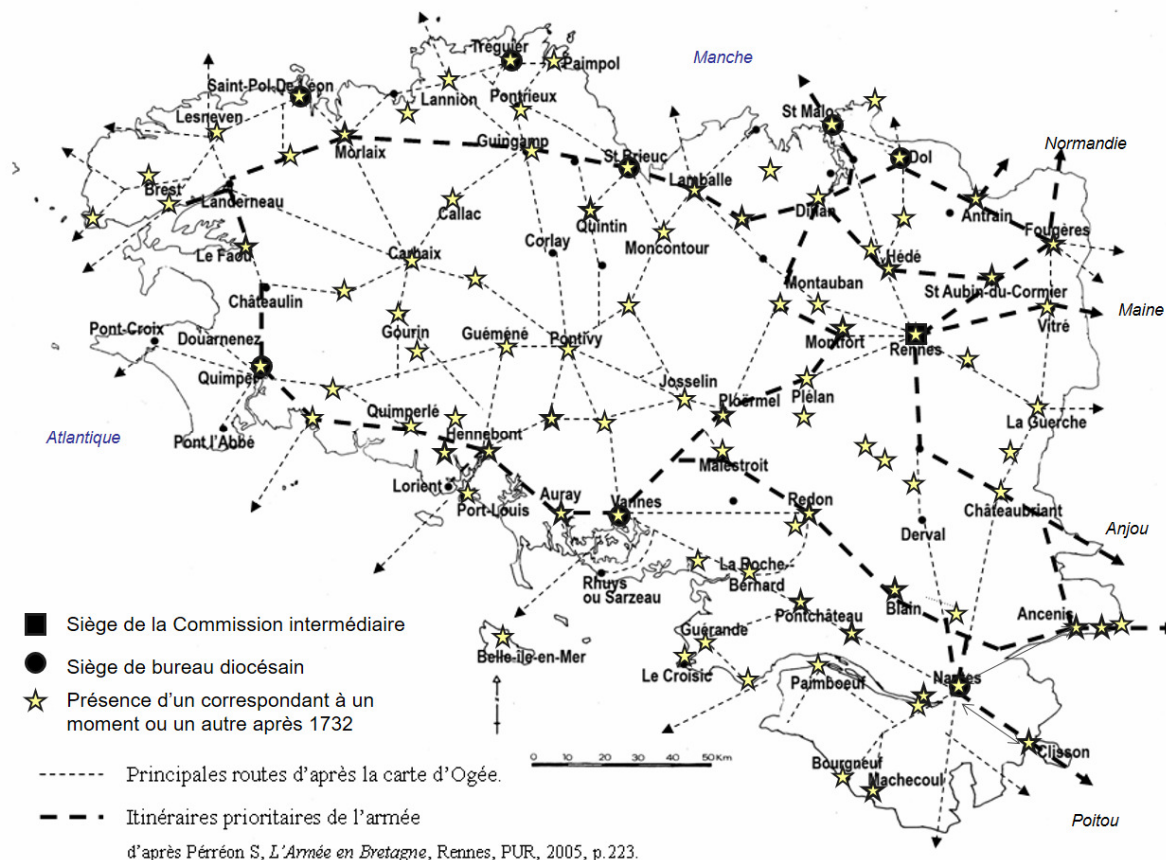 Tréguier
Paimpol
Manche
Saint-Pol-De-Leon
Lannion
Pontrieux
St Malo
Lesneven
Morlaix
Guingamp
St Brieuc
Dol
Normandie
Lamballe
Brest
Landerneau
Callac
Quintin
Dinan
Antrain
Moncontour
Fougères
Le Faou
Carhaix
Corlay
Hédé
Châteaulin
Montauban
St Aubin-du-Cormier
Maine
Pont-Croix
Douarnenez
Gourin
Guéméné
Pontivy
Montfort
Rennes
Vitré
Quimper
Josselin
Plélan
Quimperlé
Ploërmel
La Guerche
Atlantique
Pont l'Abbé
Hennebont
Malestroit
Lorient
Auray
Vannes
Redon
Châteaubriant
Port-Louis
Derval
Anjou
La Roche-
Bernard
Rhuys
ou Sarzeau
Blain
Pontchâteau
Ancenis
Siège de la Commission intermédiaire
Guérande
Belle-île-en-Mer
Le Croisic
Siège de bureau diocésain
Paimboeuf
Nantes
Présence d'un correspondant à un
moment ou un autre après 1732
Clisson
0 10 20 30 40 50 Km
Bourgneuf
Machecoul
Principales routes d'après la carte d'Ogée.
Poitou
Itinéraires prioritaires de l'armée
d'après Pérréon S, L'Armée en Bretagne, Rennes, PUR, 2005, p.223.